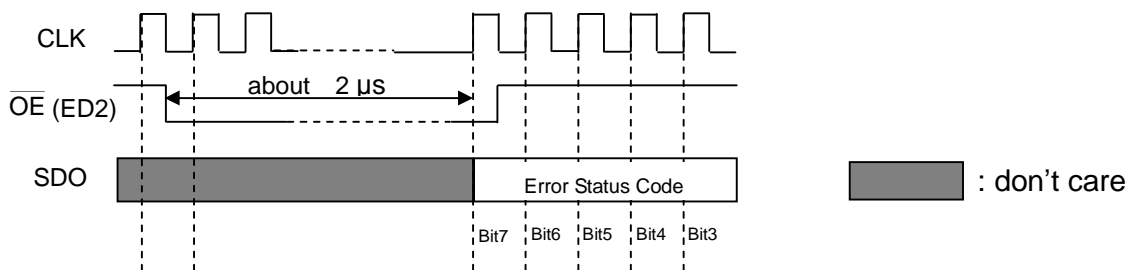 CLK
about 2 µs
OE (ED2)
SDO
Error Status Code
: don't care
Bit7 Bit6 Bit5 Bit4 Bit3